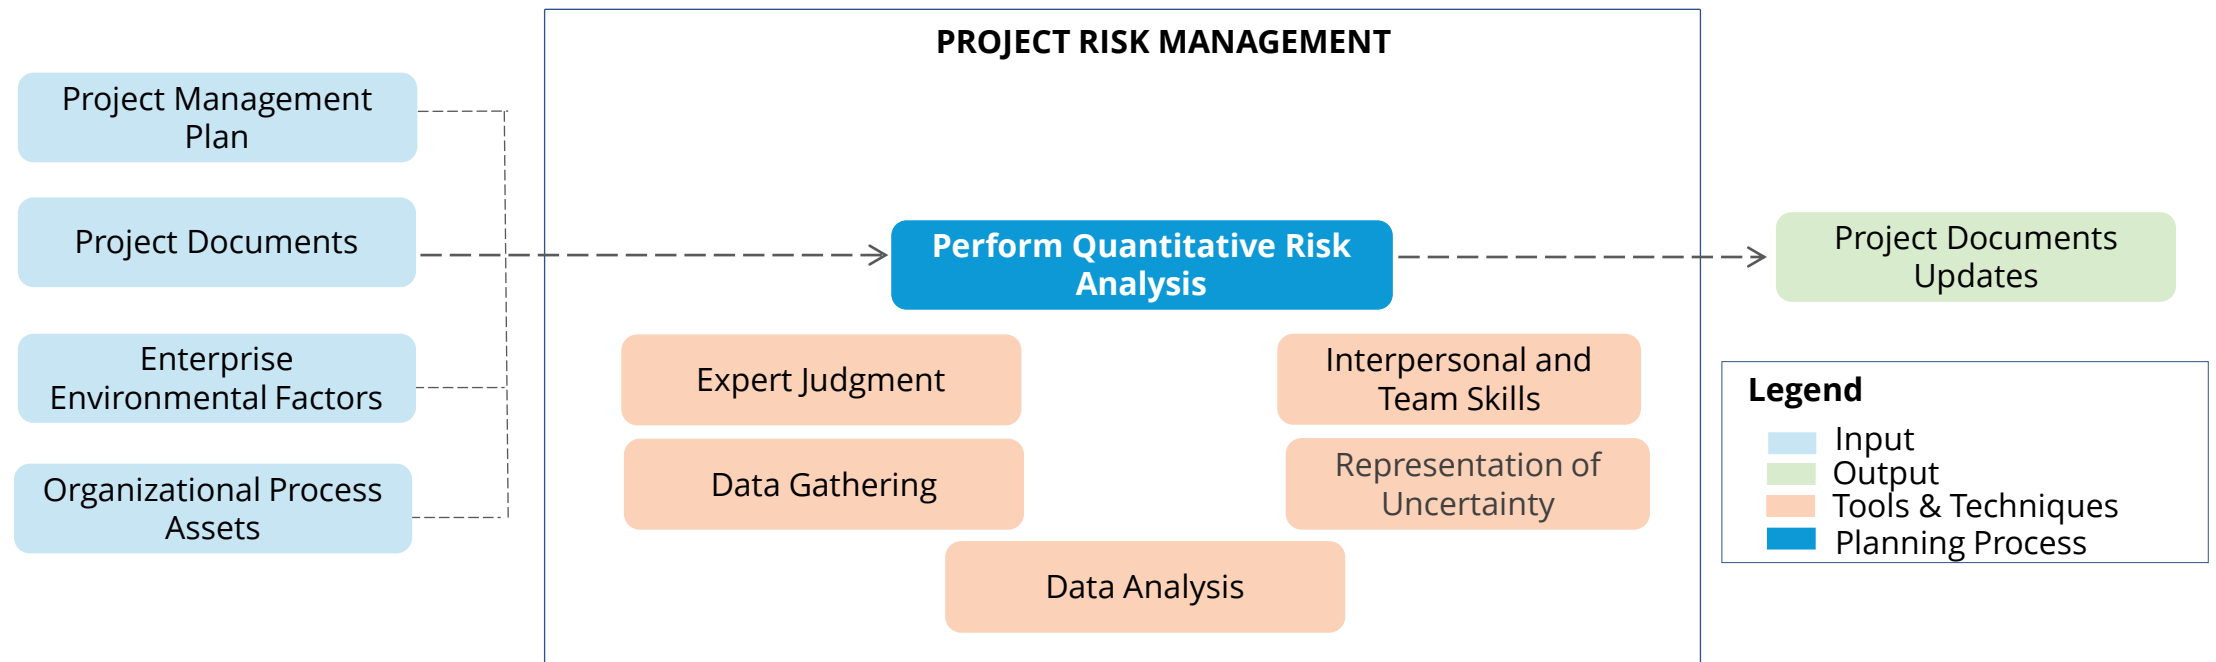 PROJECT RISK MANAGEMENT
Project Management
Plan
Project Documents
Enterprise
Environmental Factors
Organizational Process
Assets
Perform Quantitative Risk
Analysis
Expert Judgment
Data Gathering
Interpersonal and
Team Skills
Representation of
Uncertainty
Data Analysis
Project Documents
Updates
Legend
Input
Output
Tools & Techniques
Planning Process